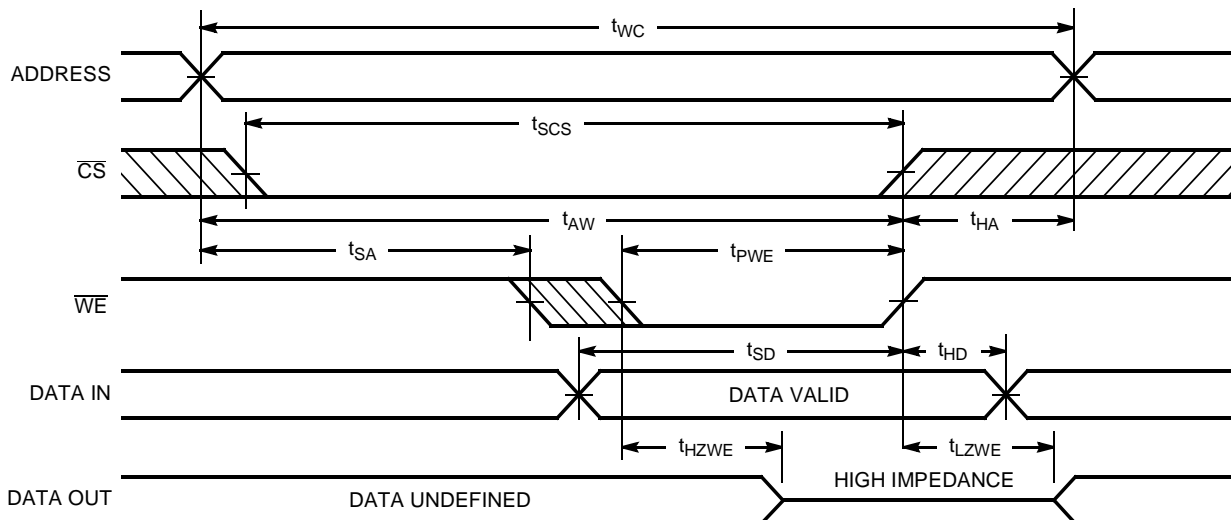 tWC
ADDRESS
tSCS
CS
tAW
tHA
tSA
tPWE
WE
tSD
tHD
DATA IN
DATA VALID
tHZWE
tLZWE
HIGH IMPEDANCE
DATA OUT
DATA UNDEFINED